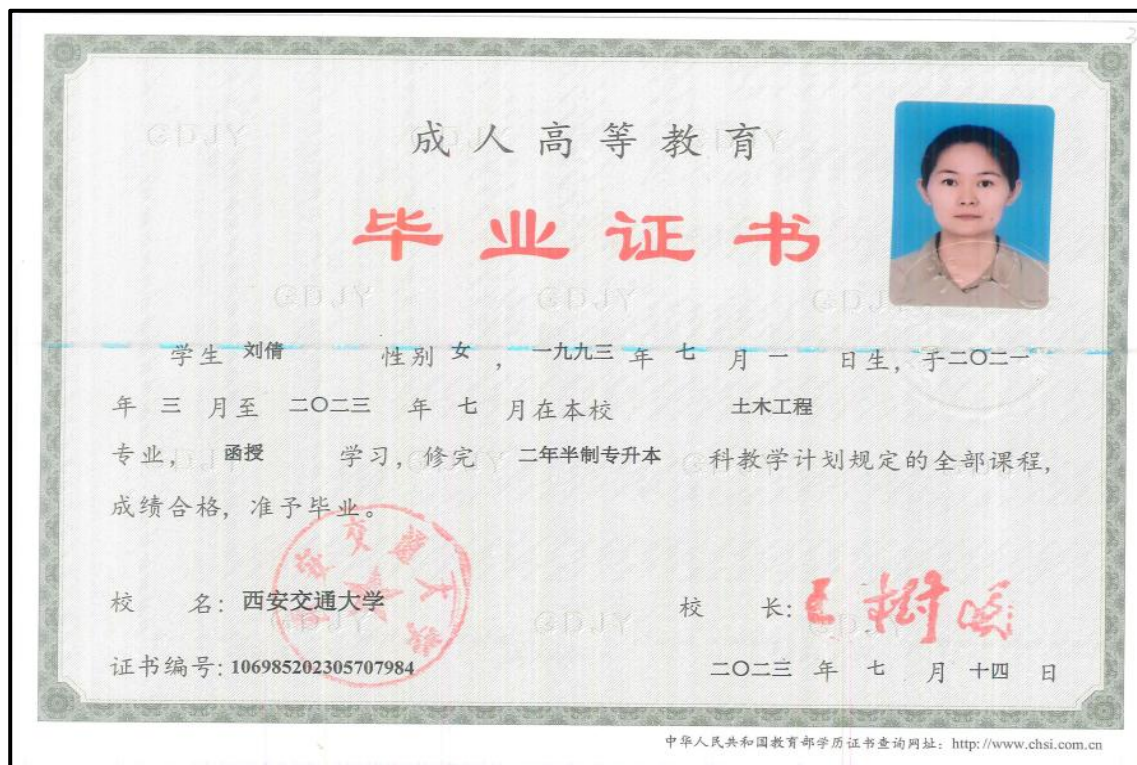 成人高等教育
毕业证书
学生 刘倩 性别 女 , 一九九三 年 七 月 一 日生, 于二〇二一
年 三 月至 二〇二三 年 七 月在本校 土木工程
专业, 函授 学习, 修完 二年半制专升本 科教学计划规定的全部课程,
成绩合格, 准予毕业。
西安交通大学
校 名: 西安交通大学 校 长:
证书编号: 106985202305707984 二〇二三 年 七 月 十四 日
中华人民共和国教育部学历证书查询网址: http://www.chsi.com.cn